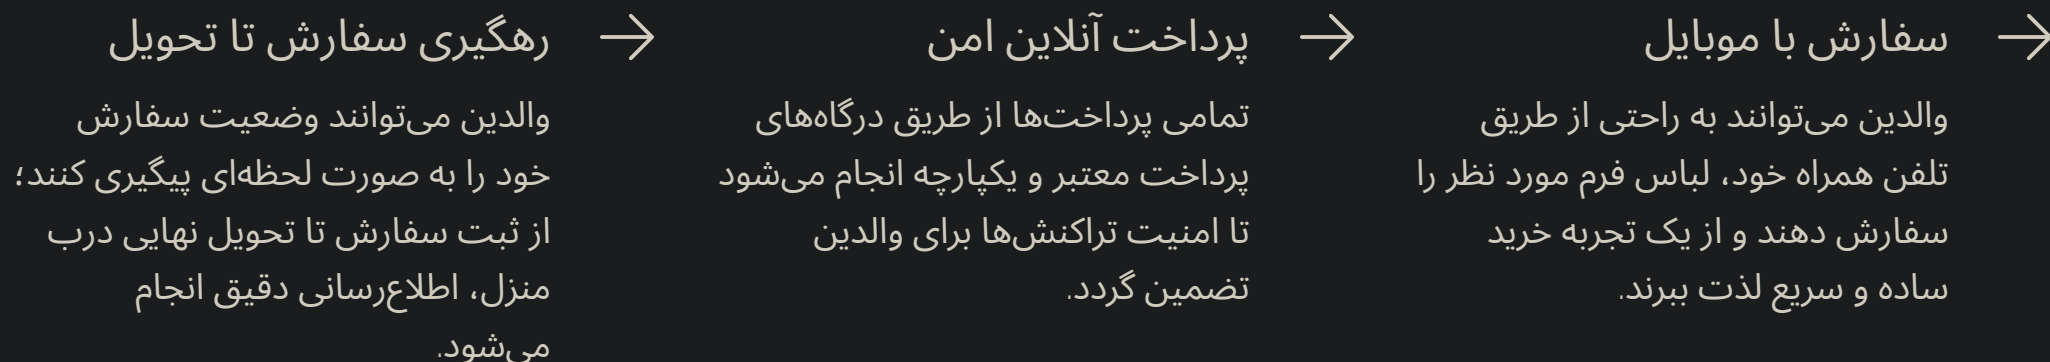 سفارش با موبایل
والدین می‌توانند به راحتی از طریق
تلفن همراه خود، لباس فرم مورد نظر را
سفارش دهند و از یک تجربه خرید
ساده و سریع لذت ببرند.
پرداخت آنلاین امن
تمامی پرداخت‌ها از طریق درگاه‌های
پرداخت معتبر و یکپارچه انجام می‌شود
تا امنیت تراکنش‌ها برای والدین
تضمین گردد.
رهگیری سفارش تا تحویل
والدین می‌توانند وضعیت سفارش
خود را به صورت لحظه‌ای پیگیری کنند؛
از ثبت سفارش تا تحویل نهایی درب
منزل، اطلاع‌رسانی دقیق انجام
می‌شود.